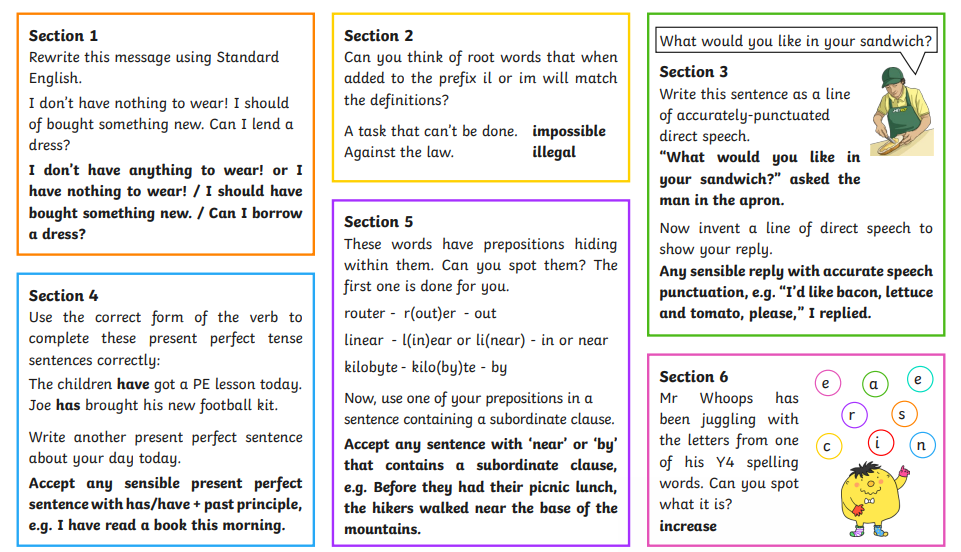 Section 1
Rewrite this message using Standard
English.
I don't have nothing to wear! I should
of bought something new. Can I lend a
dress?
I don't have anything to wear! or I
have nothing to wear! / I should have
bought something new. / Can I borrow
a dress?
Section 2
Can you think of root words that when
added to the prefix il or im will match
the definitions?
A task that can't be done. impossible
Against the law. illegal
What would you like in your sandwich?
Section 3
Write this sentence as a line
of accurately-punctuated
direct speech.
“What would you like in
your sandwich?” asked the
man in the apron.
Now invent a line of direct speech to
show your reply.
Any sensible reply with accurate speech
punctuation, e.g. “I'd like bacon, lettuce
and tomato, please,” I replied.
Section 4
Use the correct form of the verb to
complete these present perfect tense
sentences correctly:
The children have got a PE lesson today.
Joe has brought his new football kit.
Write another present perfect sentence
about your day today.
Accept any sensible present perfect
sentence with has/have + past principle,
e.g. I have read a book this morning.
Section 5
These words have prepositions hiding
within them. Can you spot them? The
first one is done for you.
router - r(out)er - out
linear - l(in)ear or li(near) - in or near
kilobyte - kilo(by)te - by
Now, use one of your prepositions in a
sentence containing a subordinate clause.
Accept any sentence with ‘near’ or ‘by’
that contains a subordinate clause,
e.g. Before they had their picnic lunch,
the hikers walked near the base of the
mountains.
Section 6
Mr Whoops has
been juggling with
the letters from one
of his Y4 spelling
words. Can you spot
what it is?
increase
e a e
r s
c i n